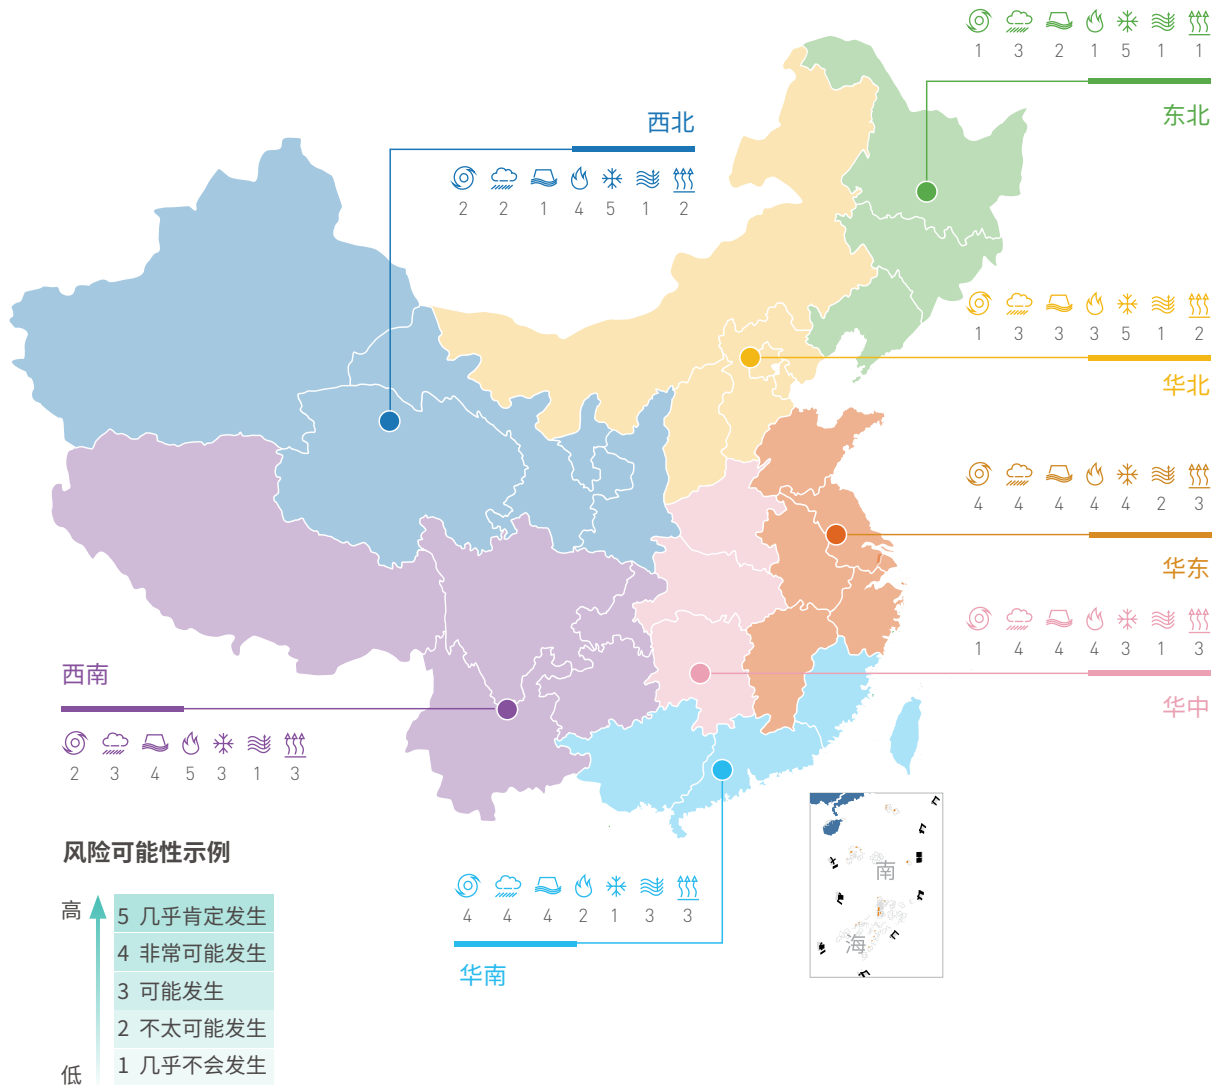 1 3 2 1 5 1 1
东北
西北
2 2 1 4 5 1 2
1 3 3 3 5 1 2
华北
4 4 4 4 4 2 3
华东
1 4 4 4 3 1 3
华中
西南
2 3 4 5 3 1 3
4 4 4 2 1 3 3
华南
南
海
风险可能性示例
高
5 几乎肯定发生
4 非常可能发生
3 可能发生
2 不太可能发生
1 几乎不会发生
低